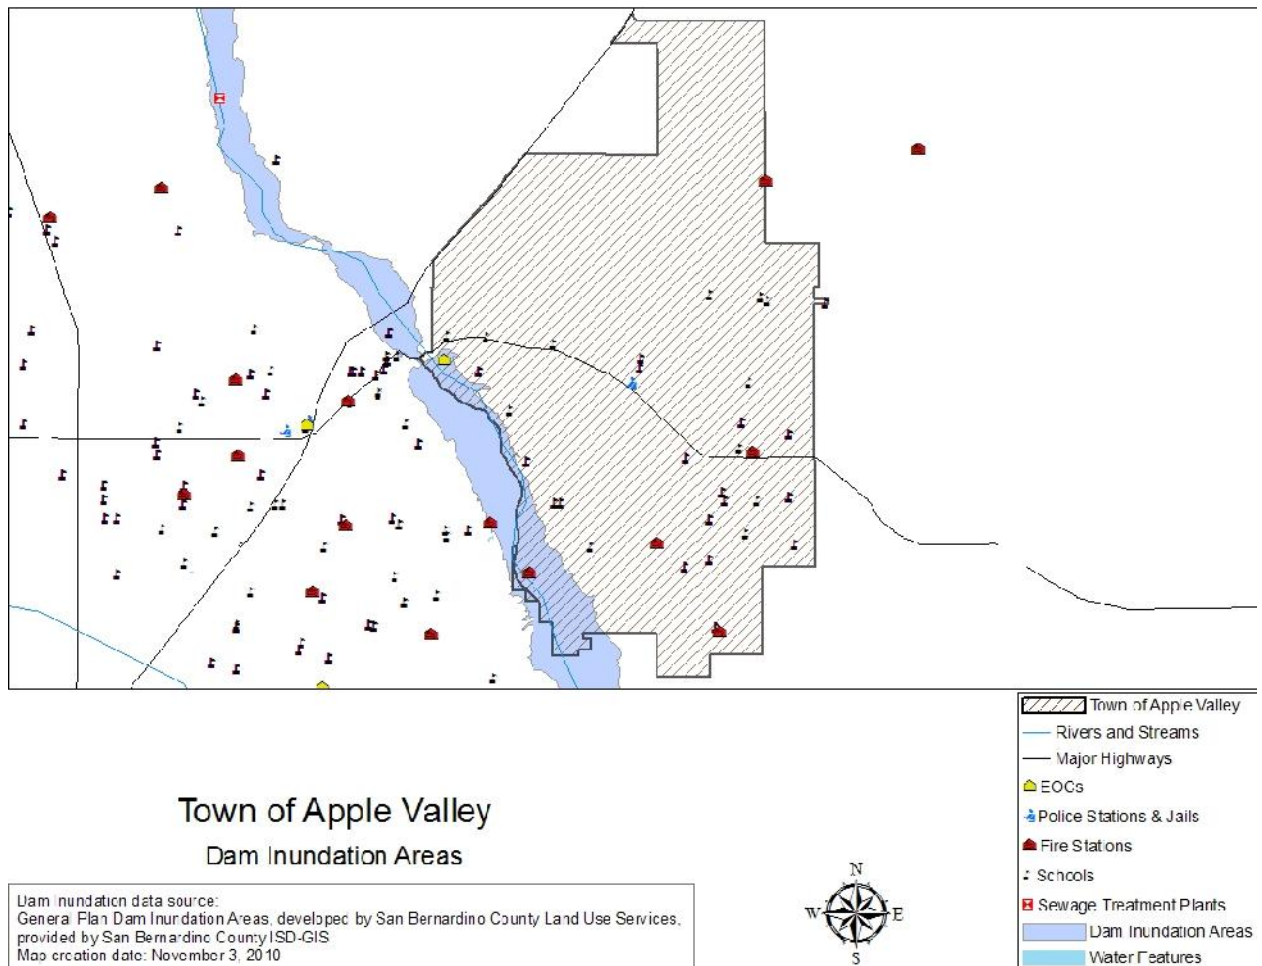 Town of Apple Valley
Rivers and Streams
Major Highways
EOCs
Police Stations & Jails
Fire Stations
Schools
Sewage Treatment Plants
Dam Inundation Areas
Water Features
Town of Apple Valley
Dam Inundation Areas
N
W E
S
Dam Inundation data source:
General Plan Dam Inundation Areas, developed by San Bernardino County Land Use Services,
provided by San Bernardino County ISD-GIS
Map creation date: November 3, 2010